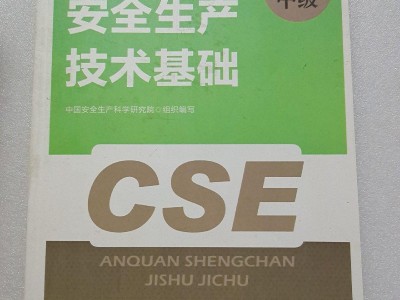 中级
安全生产
技术基础
中国安全生产科学研究院◎组织编写
CSE
ANQUAN SHENGCHAN
JISHU JICHU